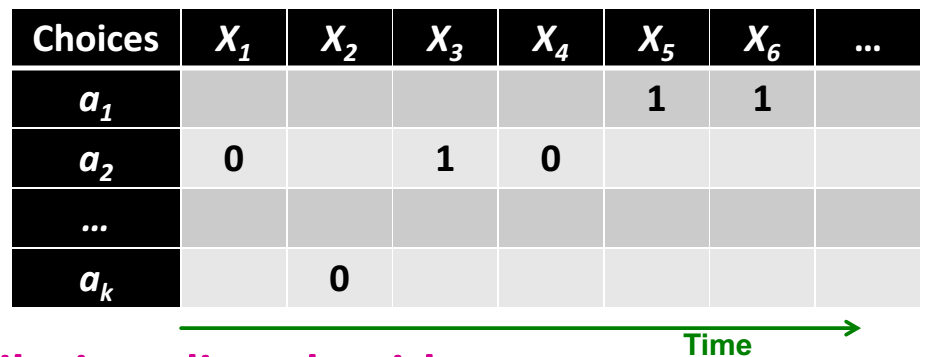 Choices X₁ X₂ X₃ X₄ X₅ X₆ ...
a₁ 1 1
a₂ 0 1 0
...
aₖ 0
Time